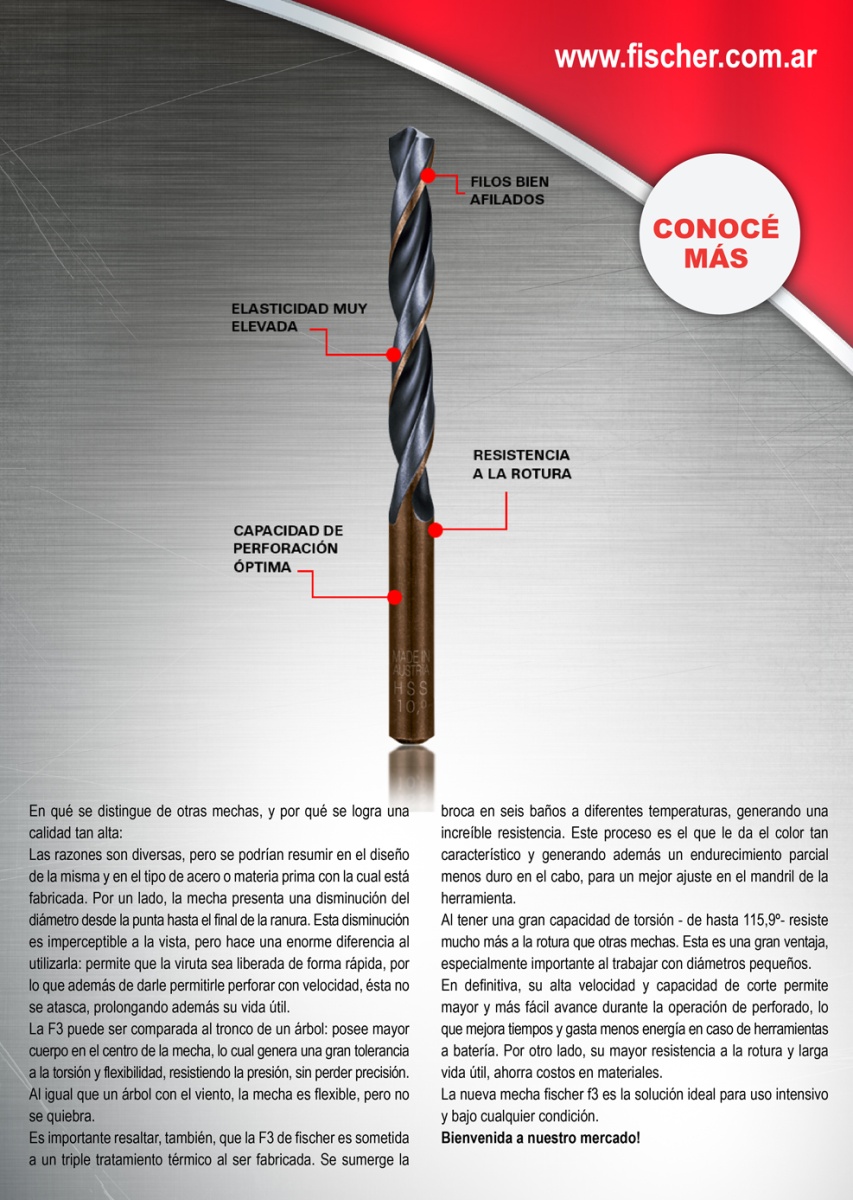 www.fischer.com.ar
CONOCÉ
MÁS
FILOS BIEN
AFILADOS
ELASTICIDAD MUY
ELEVADA
RESISTENCIA
A LA ROTURA
CAPACIDAD DE
PERFORACIÓN
ÓPTIMA
MADE IN
AUSTRIA
HSS
10,0
En qué se distingue de otras mechas, y por qué se logra una
calidad tan alta:
Las razones son diversas, pero se podrían resumir en el diseño
de la misma y en el tipo de acero o materia prima con la cual está
fabricada. Por un lado, la mecha presenta una disminución del
diámetro desde la punta hasta el final de la ranura. Esta disminución
es imperceptible a la vista, pero hace una enorme diferencia al
utilizarla: permite que la viruta sea liberada de forma rápida, por
lo que además de darle permitirle perforar con velocidad, ésta no
se atasca, prolongando además su vida útil.
La F3 puede ser comparada al tronco de un árbol: posee mayor
cuerpo en el centro de la mecha, lo cual genera una gran tolerancia
a la torsión y flexibilidad, resistiendo la presión, sin perder precisión.
Al igual que un árbol con el viento, la mecha es flexible, pero no
se quiebra.
Es importante resaltar, también, que la F3 de fischer es sometida
a un triple tratamiento térmico al ser fabricada. Se sumerge la
broca en seis baños a diferentes temperaturas, generando una
increíble resistencia. Este proceso es el que le da el color tan
característico y generando además un endurecimiento parcial
menos duro en el cabo, para un mejor ajuste en el mandril de la
herramienta.
Al tener una gran capacidad de torsión - de hasta 115,9º- resiste
mucho más a la rotura que otras mechas. Esta es una gran ventaja,
especialmente importante al trabajar con diámetros pequeños.
En definitiva, su alta velocidad y capacidad de corte permite
mayor y más fácil avance durante la operación de perforado, lo
que mejora tiempos y gasta menos energía en caso de herramientas
a batería. Por otro lado, su mayor resistencia a la rotura y larga
vida útil, ahorra costos en materiales.
La nueva mecha fischer f3 es la solución ideal para uso intensivo
y bajo cualquier condición.
Bienvenida a nuestro mercado!